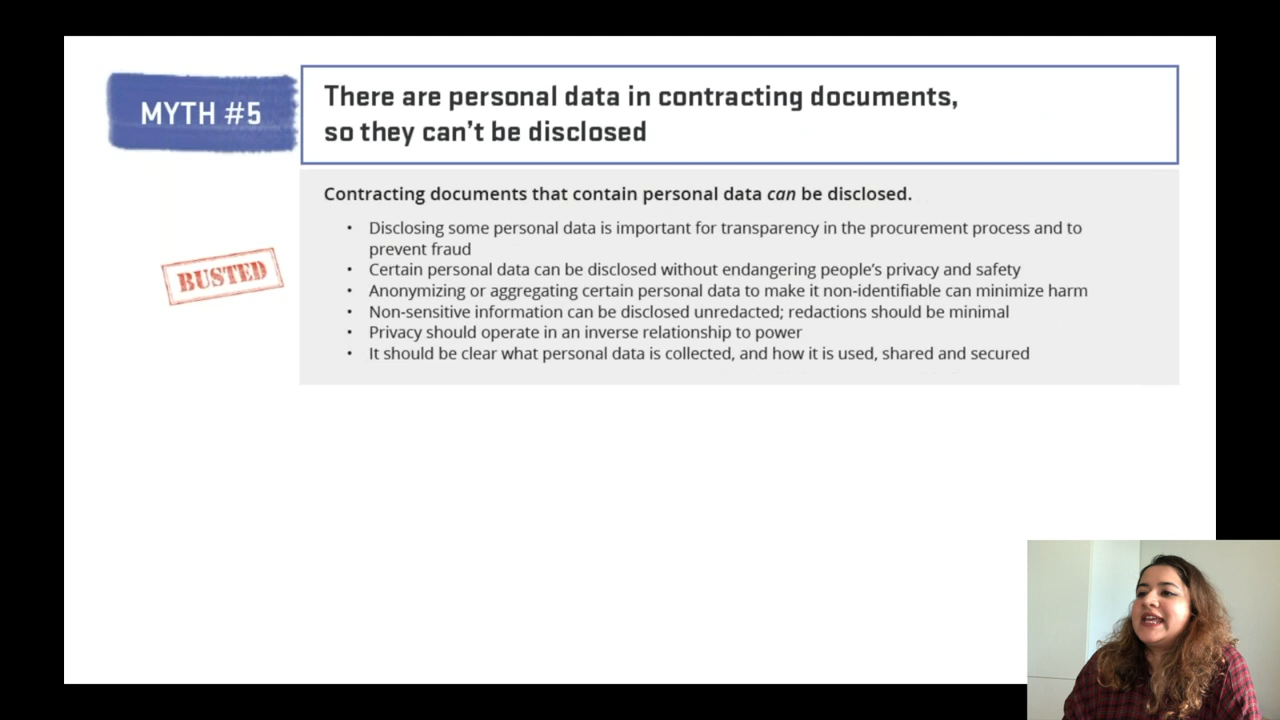 MYTH #5
There are personal data in contracting documents,
so they can't be disclosed
Contracting documents that contain personal data can be disclosed.
• Disclosing some personal data is important for transparency in the procurement process and to
prevent fraud
• Certain personal data can be disclosed without endangering people's privacy and safety
• Anonymizing or aggregating certain personal data to make it non-identifiable can minimize harm
• Non-sensitive information can be disclosed unredacted; redactions should be minimal
• Privacy should operate in an inverse relationship to power
• It should be clear what personal data is collected, and how it is used, shared and secured
BUSTED